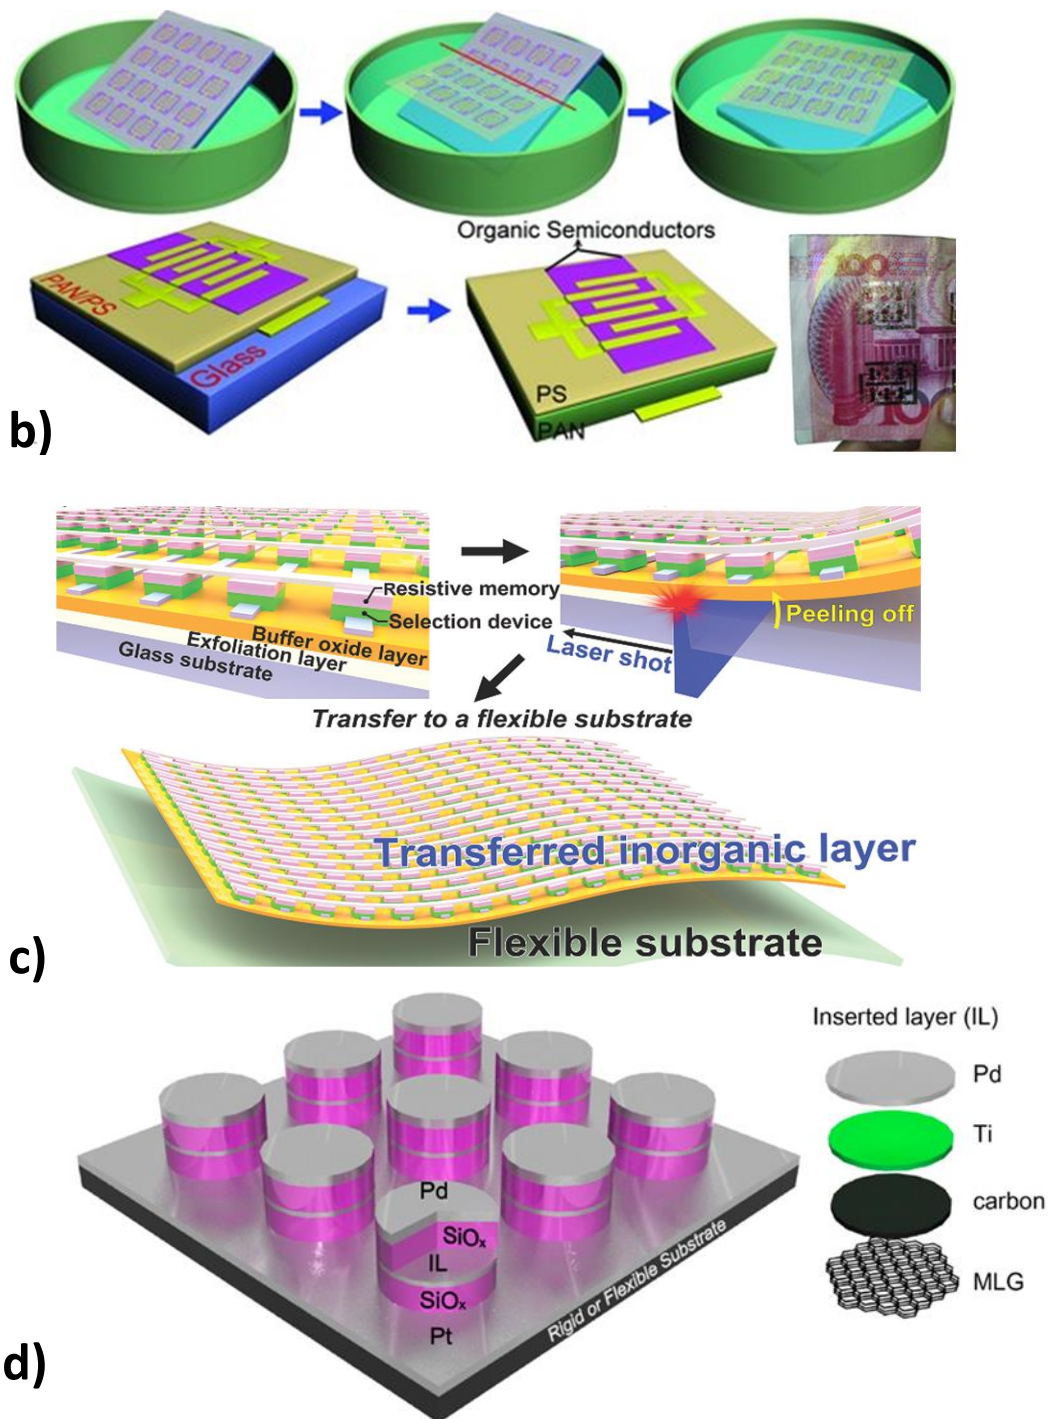 Organic Semiconductors
PAN/PS
Glass
PS
PAN
100
100
b)
Resistive memory
Selection device
Buffer oxide layer
Exfoliation layer
Glass substrate
Peeling off
Laser shot
Transfer to a flexible substrate
Transferred inorganic layer
Flexible substrate
c)
Inserted layer (IL)
Pd
Ti
carbon
MLG
Pd
SiOₓ
IL
SiOₓ
Pt
Rigid or Flexible Substrate
d)